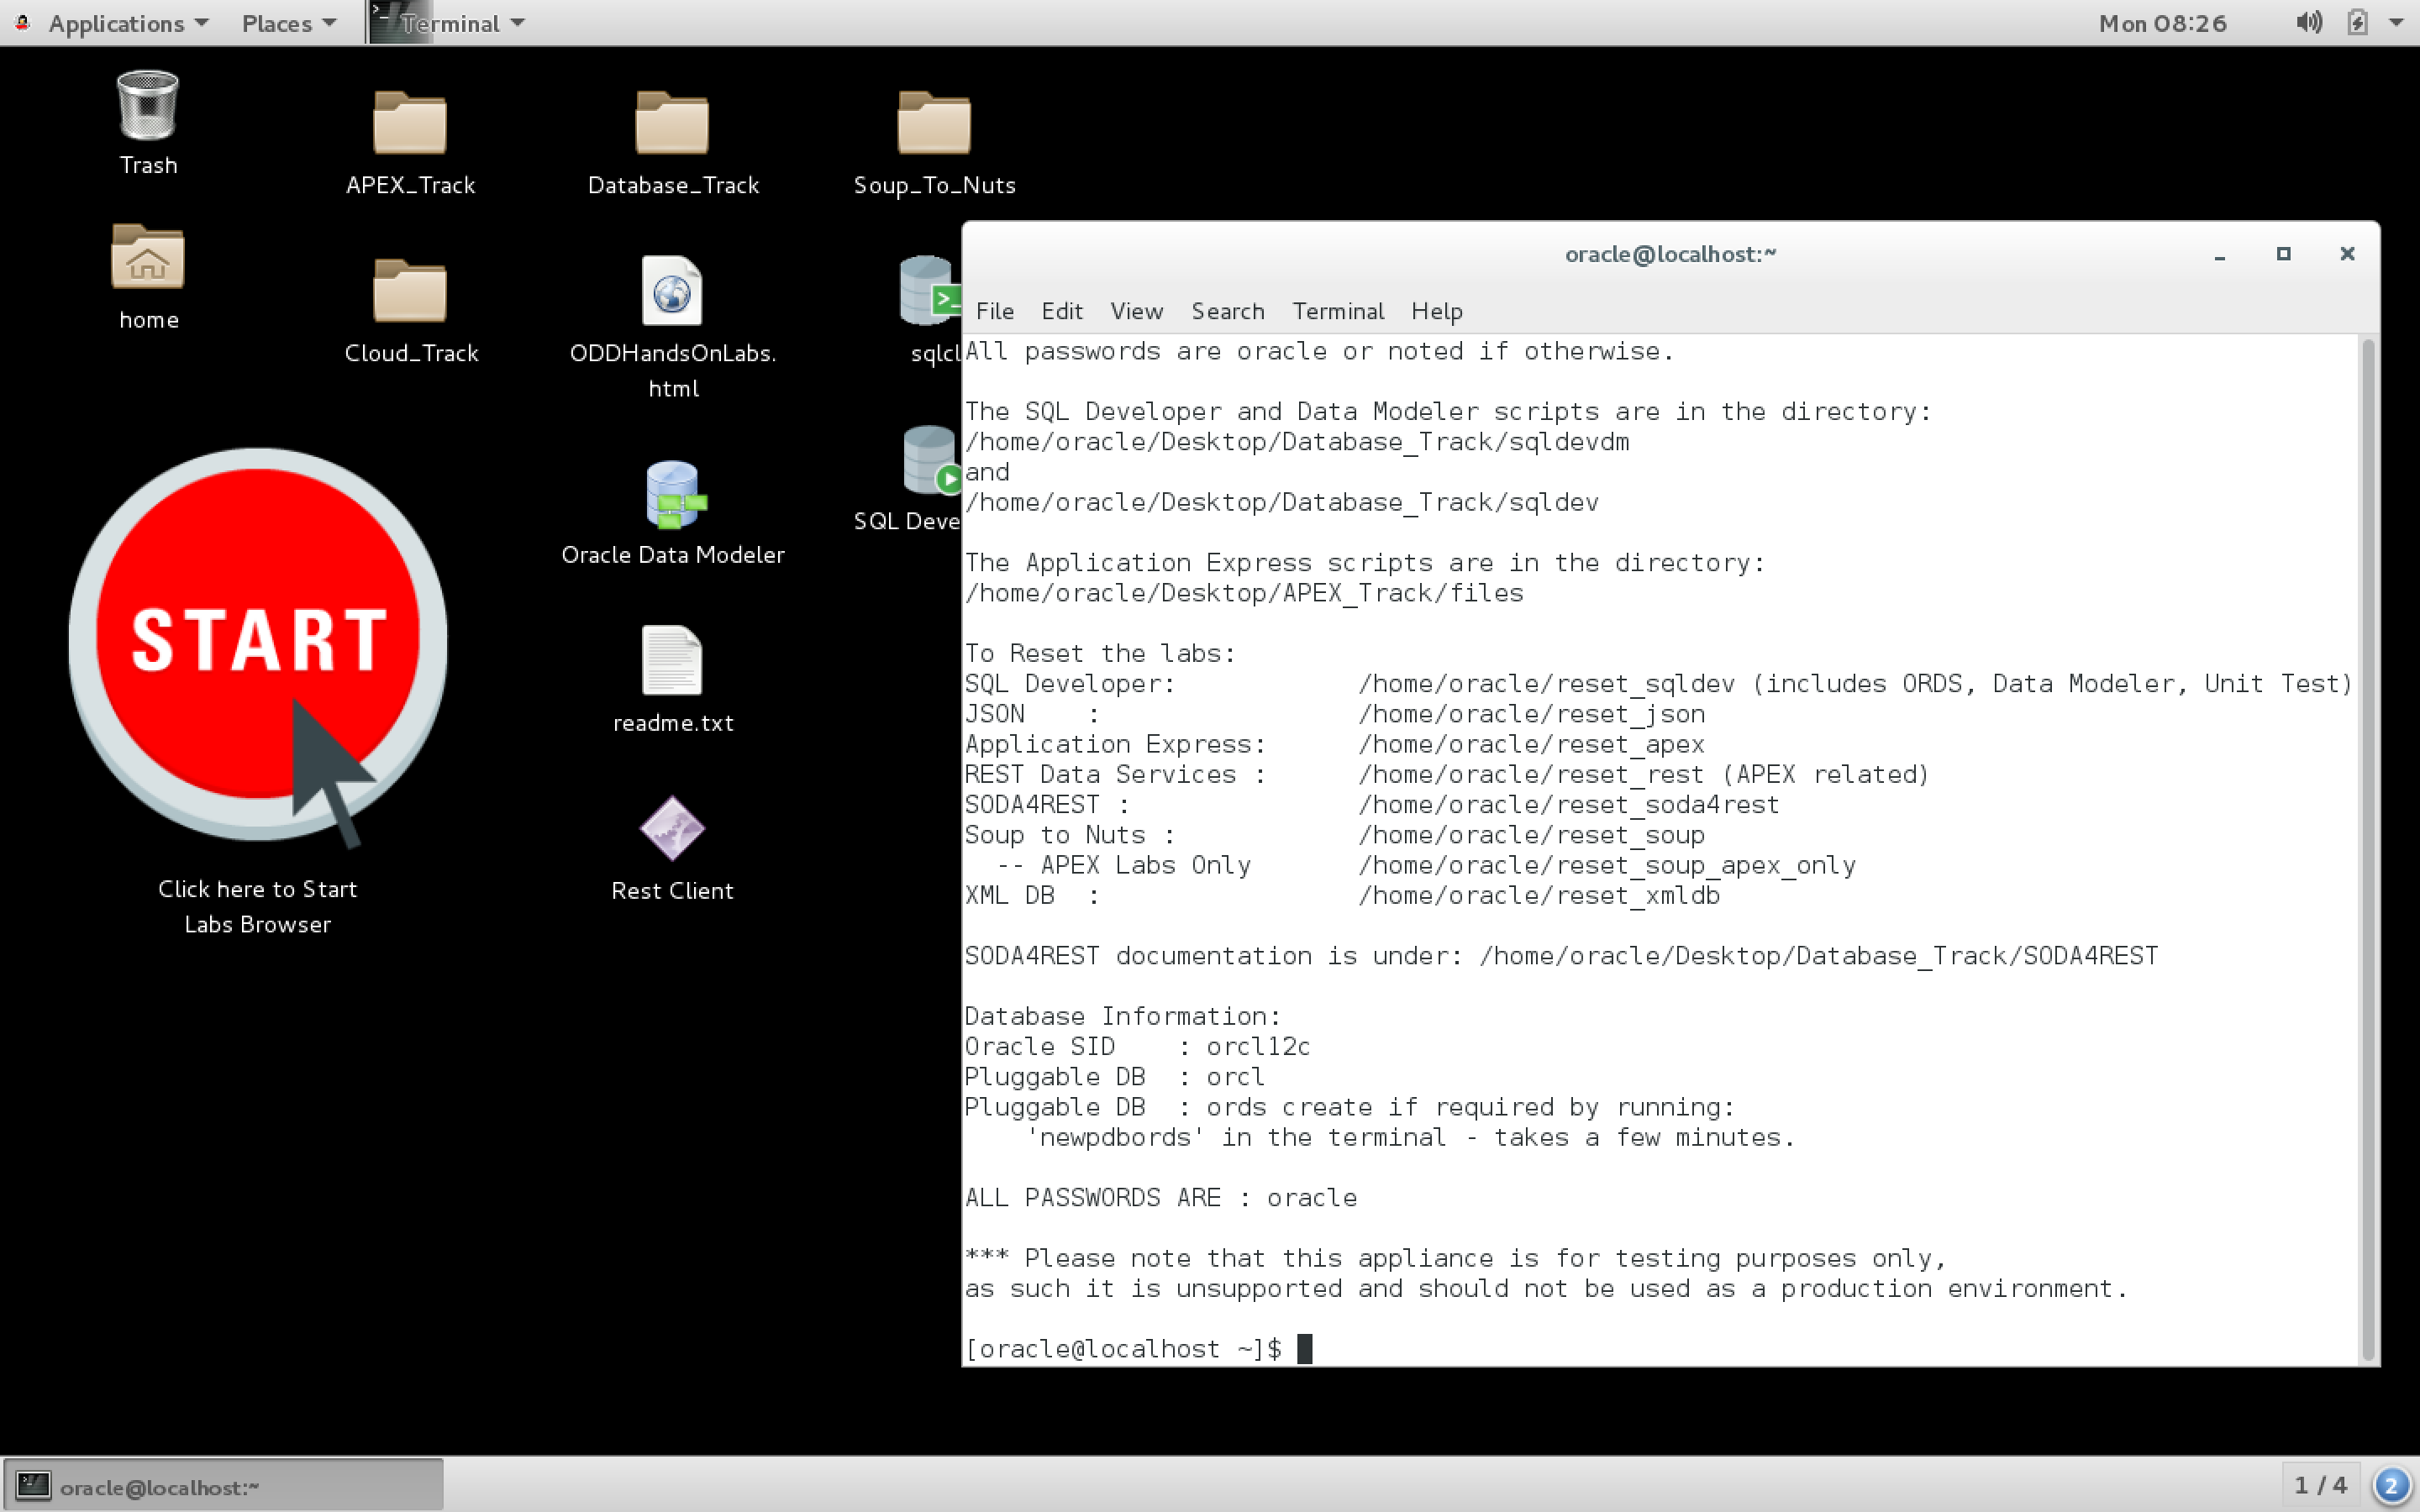 Applications Places Terminal Mon 08:26
Trash
APEX_Track
Database_Track
Soup_To_Nuts
home
Cloud_Track
ODDHandsOnLabs.
html
sqlcl
START
Click here to Start
Labs Browser
Oracle Data Modeler
SQL Deve
readme.txt
Rest Client
oracle@localhost:~
File Edit View Search Terminal Help
All passwords are oracle or noted if otherwise.
The SQL Developer and Data Modeler scripts are in the directory:
/home/oracle/Desktop/Database_Track/sqldevdm
and
/home/oracle/Desktop/Database_Track/sqldev
The Application Express scripts are in the directory:
/home/oracle/Desktop/APEX_Track/files
To Reset the labs:
SQL Developer: /home/oracle/reset_sqldev (includes ORDS, Data Modeler, Unit Test)
JSON : /home/oracle/reset_json
Application Express: /home/oracle/reset_apex
REST Data Services : /home/oracle/reset_rest (APEX related)
SODA4REST : /home/oracle/reset_soda4rest
Soup to Nuts : /home/oracle/reset_soup
-- APEX Labs Only /home/oracle/reset_soup_apex_only
XML DB : /home/oracle/reset_xmldb
SODA4REST documentation is under: /home/oracle/Desktop/Database_Track/SODA4REST
Database Information:
Oracle SID : orcl12c
Pluggable DB : orcl
Pluggable DB : ords create if required by running:
'newpdbords' in the terminal - takes a few minutes.
ALL PASSWORDS ARE : oracle
*** Please note that this appliance is for testing purposes only,
as such it is unsupported and should not be used as a production environment.
[oracle@localhost ~]$
oracle@localhost:~
1 / 4
2